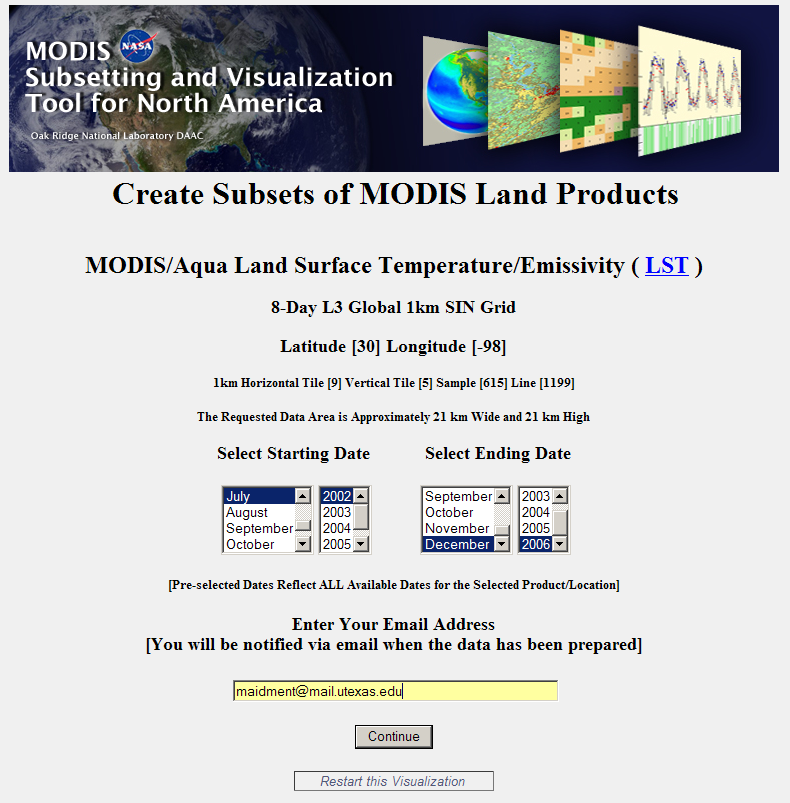 MODIS NASA
Subsetting and Visualization
Tool for North America
Oak Ridge National Laboratory DAAC
Create Subsets of MODIS Land Products
MODIS/Aqua Land Surface Temperature/Emissivity ( LST )
8-Day L3 Global 1km SIN Grid
Latitude [30] Longitude [-98]
1km Horizontal Tile [9] Vertical Tile [5] Sample [615] Line [1199]
The Requested Data Area is Approximately 21 km Wide and 21 km High
Select Starting Date Select Ending Date
July 2002 September 2003
August 2003 October 2004
September 2004 November 2005
October 2005 December 2006
[Pre-selected Dates Reflect ALL Available Dates for the Selected Product/Location]
Enter Your Email Address
[You will be notified via email when the data has been prepared]
maidment@mail.utexas.edu
Continue
Restart this Visualization